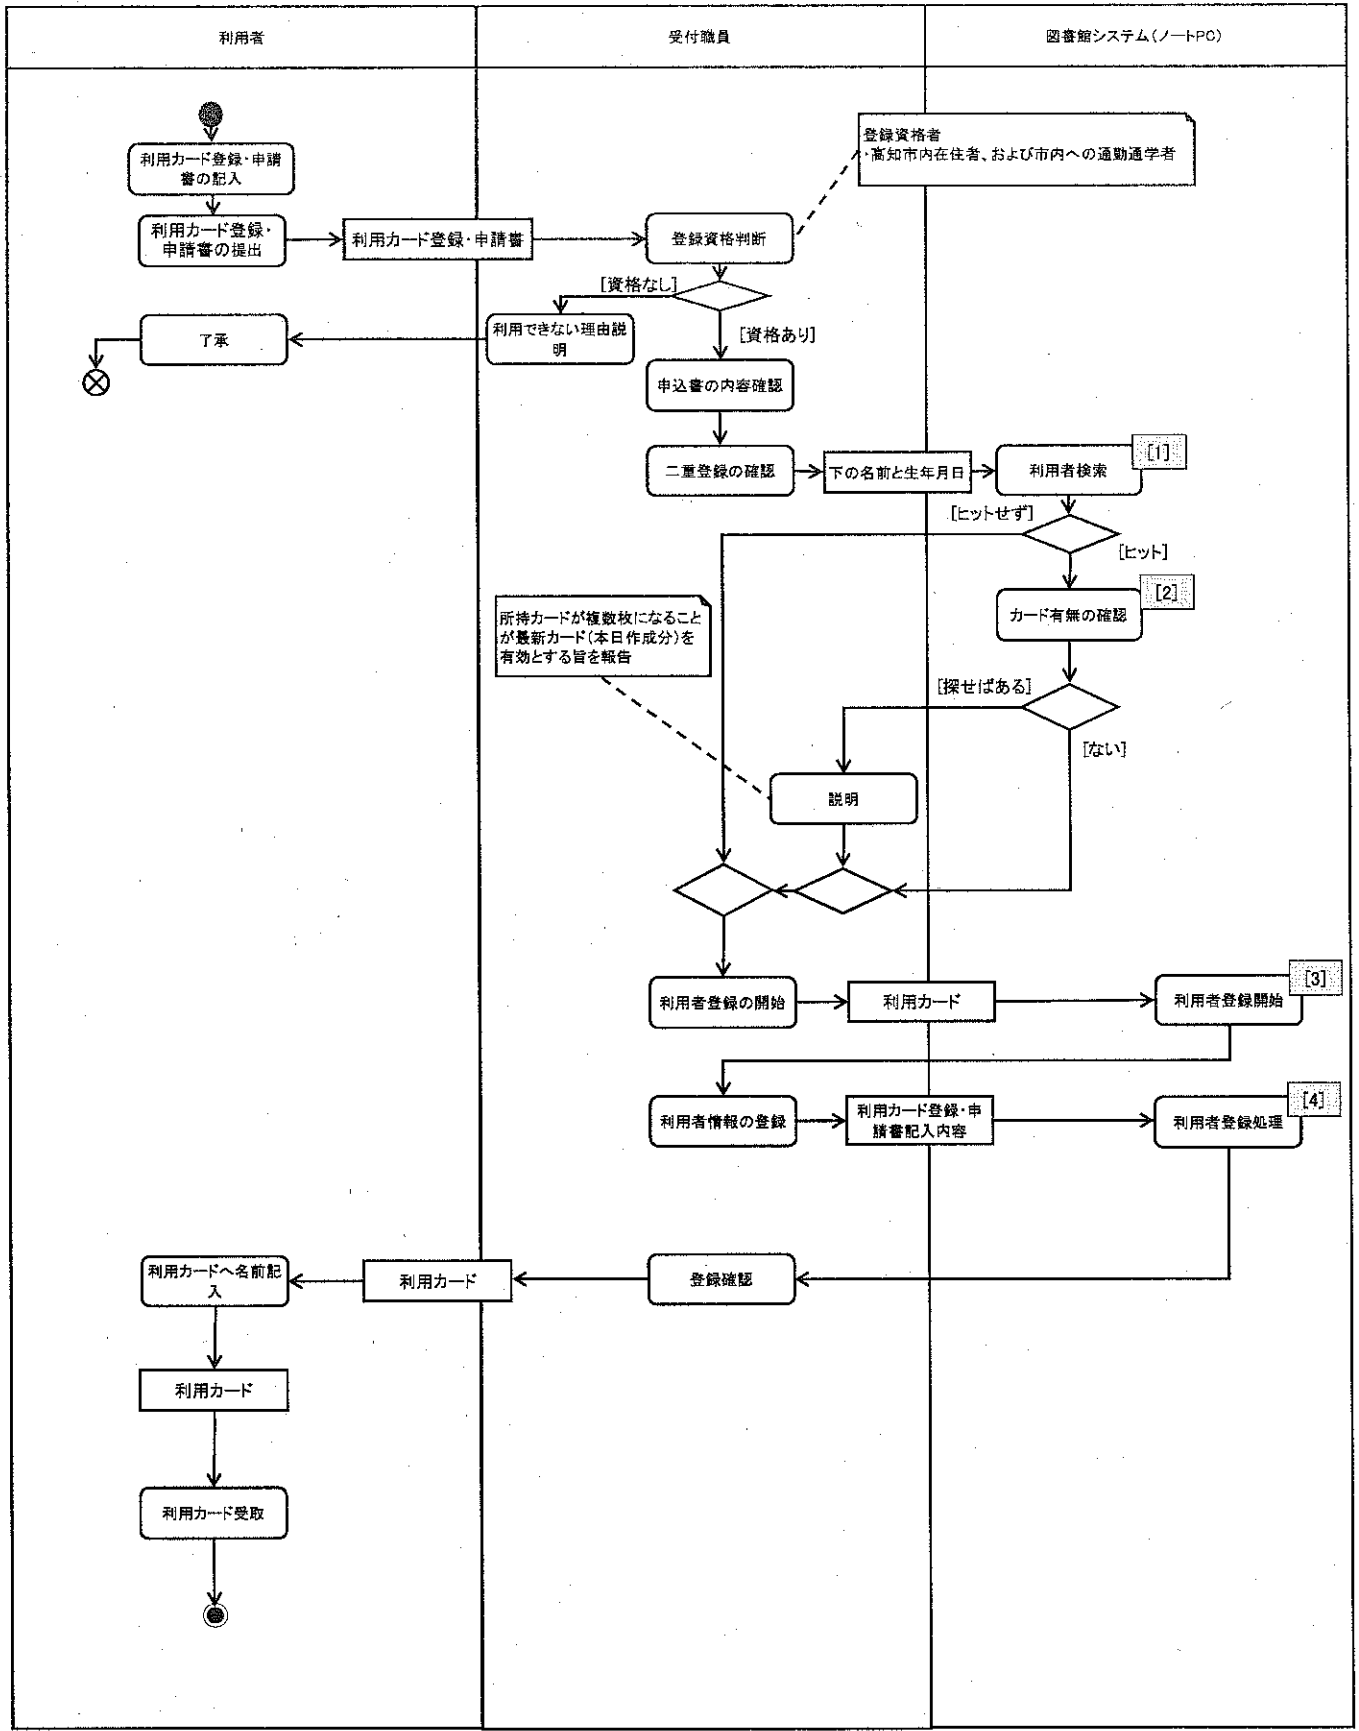 利用者
受付職員
図書館システム(ノートPC)
登録資格者
・高知市内在住者、および市内への通勤通学者
利用カード登録・申請
書の記入
利用カード登録・
申請書の提出
利用カード登録・申請書
登録資格判断
[資格なし]
利用できない理由説
明
了承
[資格あり]
申込書の内容確認
二重登録の確認
下の名前と生年月日
利用者検索
[1]
[ヒットせず]
[ヒット]
カード有無の確認
[2]
所持カードが複数枚になること
が最新カード(本日作成分)を
有効とする旨を報告
[探せばある]
[ない]
説明
利用者登録の開始
利用カード
利用者登録開始
[3]
利用者情報の登録
利用カード登録・申
請書記入内容
利用者登録処理
[4]
登録確認
利用カード
利用カードへ名前記
入
利用カード
利用カード受取